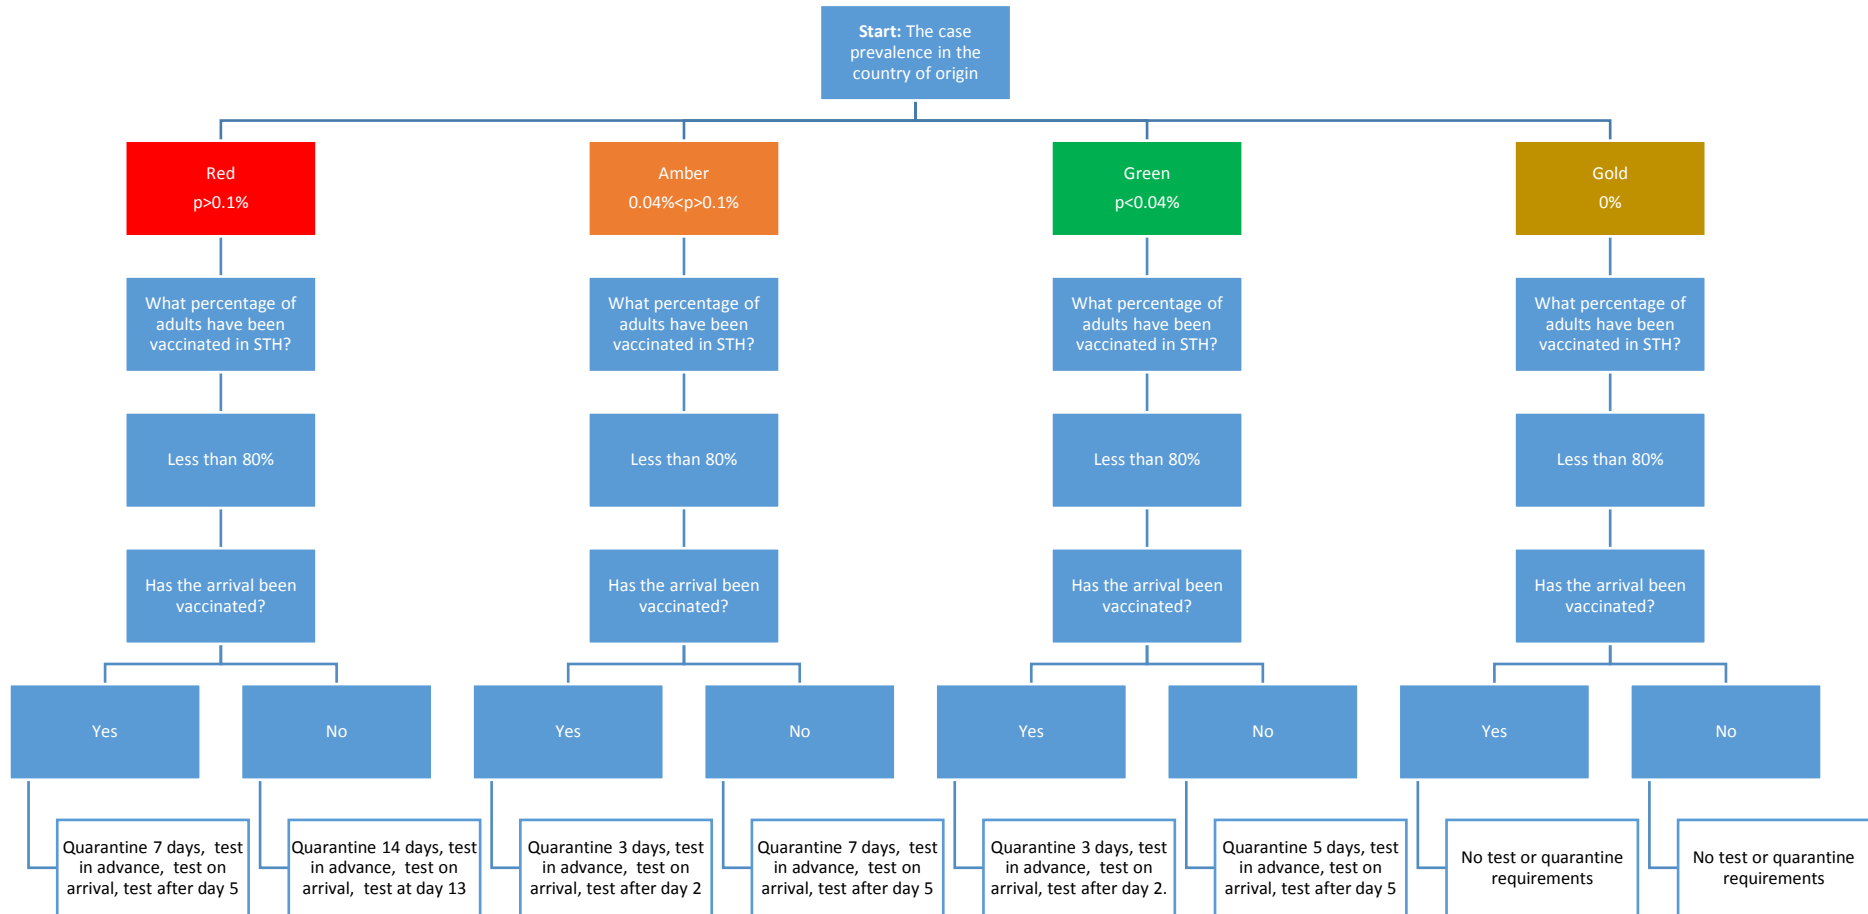 Start: The case
prevalence in the
country of origin
Red
p>0.1%
Amber
0.04%<p>0.1%
Green
p<0.04%
Gold
0%
What percentage of
adults have been
vaccinated in STH?
What percentage of
adults have been
vaccinated in STH?
What percentage of
adults have been
vaccinated in STH?
What percentage of
adults have been
vaccinated in STH?
Less than 80%
Less than 80%
Less than 80%
Less than 80%
Has the arrival been
vaccinated?
Has the arrival been
vaccinated?
Has the arrival been
vaccinated?
Has the arrival been
vaccinated?
Yes
No
Yes
No
Yes
No
Yes
No
Quarantine 7 days, test
in advance, test on
arrival, test after day 5
Quarantine 14 days, test
in advance, test on
arrival, test at day 13
Quarantine 3 days, test
in advance, test on
arrival, test after day 2
Quarantine 7 days, test
in advance, test on
arrival, test after day 5
Quarantine 3 days, test
in advance, test on
arrival, test after day 2.
Quarantine 5 days, test
in advance, test on
arrival, test after day 5
No test or quarantine
requirements
No test or quarantine
requirements